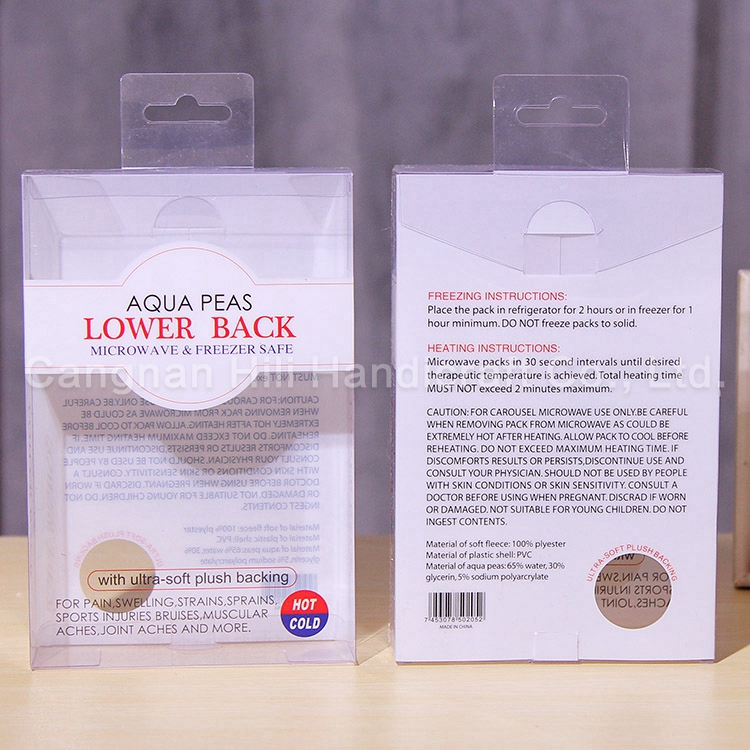 AQUA PEAS
LOWER BACK
MICROWAVE & FREEZER SAFE
with ultra-soft plush backing
FOR PAIN,SWELLING,STRAINS,SPRAINS,
SPORTS INJURIES BRUISES,MUSCULAR
ACHES,JOINT ACHES AND MORE.
HOT
COLD
FREEZING INSTRUCTIONS:
Place the pack in refrigerator for 2 hours or in freezer for 1
hour minimum. DO NOT freeze packs to solid.
HEATING INSTRUCTIONS:
Microwave packs in 30 second intervals until desired
therapeutic temperature is achieved. Total heating time
MUST NOT exceed 2 minutes maximum.
CAUTION: FOR CAROUSEL MICROWAVE USE ONLY.BE CAREFUL
WHEN REMOVING PACK FROM MICROWAVE AS COULD BE
EXTREMELY HOT AFTER HEATING. ALLOW PACK TO COOL BEFORE
REHEATING. DO NOT EXCEED MAXIMUM HEATING TIME. IF
DISCOMFORTS RESULTS OR PERSISTS,DISCONTINUE USE AND
CONSULT YOUR PHYSICIAN. SHOULD NOT BE USED BY PEOPLE
WITH SKIN CONDITIONS OR SKIN SENSITIVITY. CONSULT A
DOCTOR BEFORE USING WHEN PREGNANT. DISCRAD IF WORN
OR DAMAGED. NOT SUITABLE FOR YOUNG CHILDREN. DO NOT
INGEST CONTENTS.
Material of soft fleece: 100% plyester
Material of plastic shell: PVC
Material of aqua peas: 65% water, 30%
glycerin, 5% sodium polyarcrylate
ULTRA-SOFT PLUSH BACKING
7 453078 502052
MADE IN CHINA